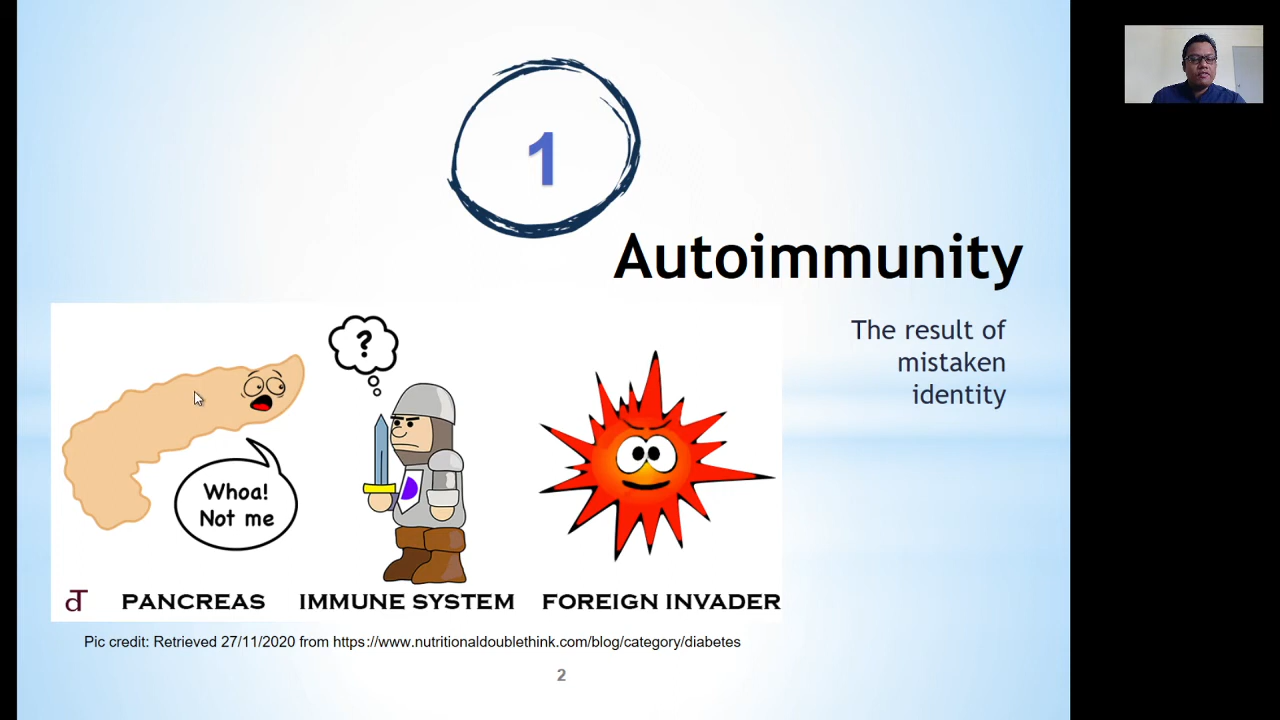 1
Autoimmunity
The result of
mistaken
identity
?
Whoa!
Not me
dT PANCREAS IMMUNE SYSTEM FOREIGN INVADER
Pic credit: Retrieved 27/11/2020 from https://www.nutritionaldoublethink.com/blog/category/diabetes
2